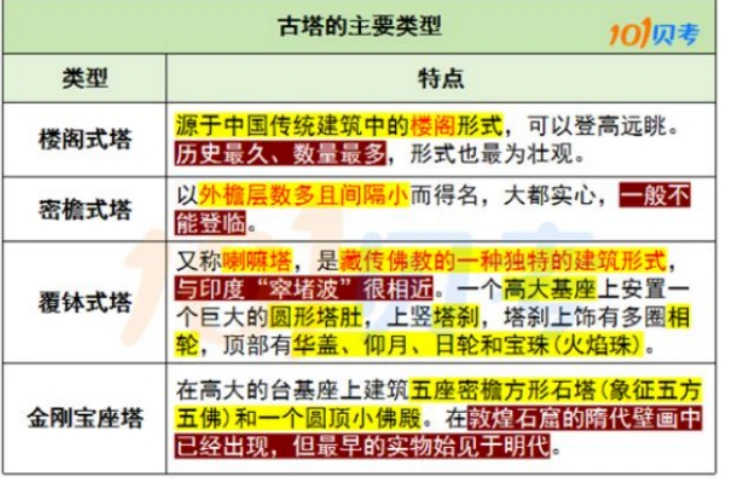 古塔的主要类型
101贝考
类型
特点
楼阁式塔
源于中国传统建筑中的楼阁形式，可以登高远眺。
历史最久、数量最多，形式也最为壮观。
密檐式塔
以外檐层数多且间隔小而得名，大都实心，一般不
能登临。
覆钵式塔
又称喇嘛塔，是藏传佛教的一种独特的建筑形式，
与印度“窣堵波”很相近。一个高大基座上安置一
个巨大的圆形塔肚，上竖塔刹，塔刹上饰有多圈相
轮，顶部有华盖、仰月、日轮和宝珠(火焰珠)。
金刚宝座塔
在高大的台基座上建筑五座密檐方形石塔(象征五方
五佛)和一个圆顶小佛殿。在敦煌石窟的隋代壁画中
已经出现，但最早的实物始见于明代。